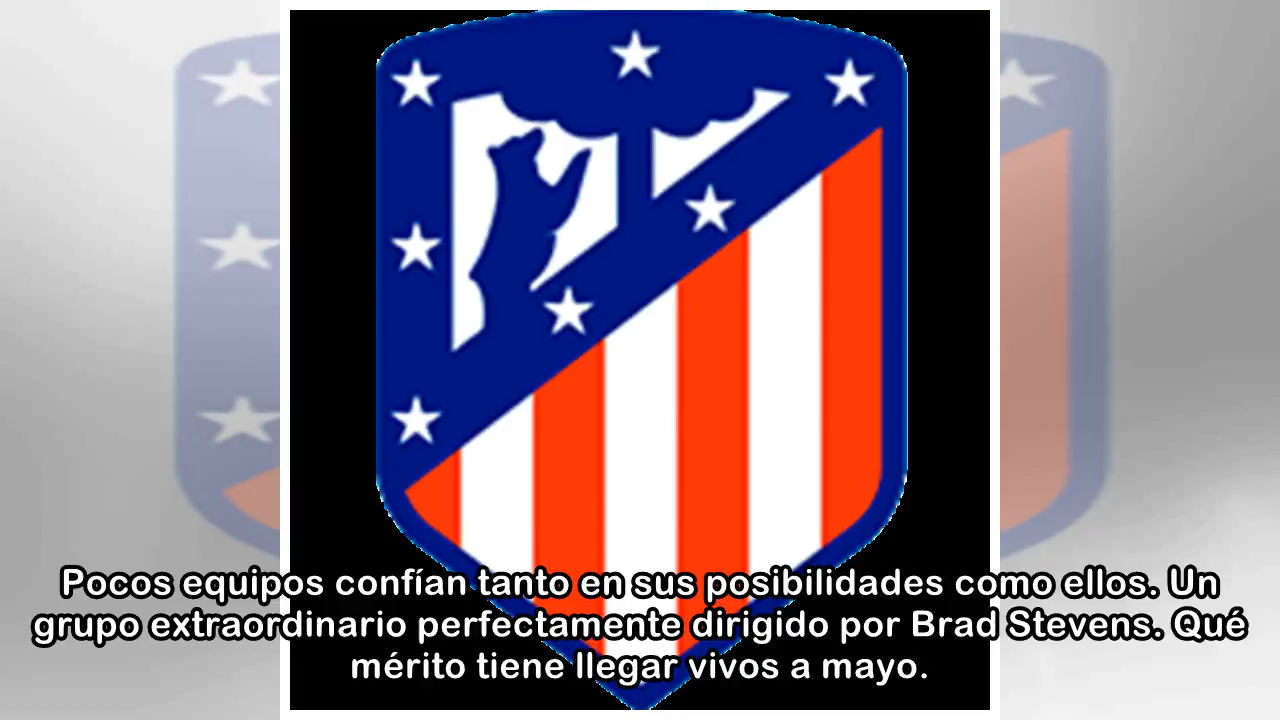 Pocos equipos confían tanto en sus posibilidades como ellos. Un
grupo extraordinario perfectamente dirigido por Brad Stevens. Qué
mérito tiene llegar vivos a mayo.